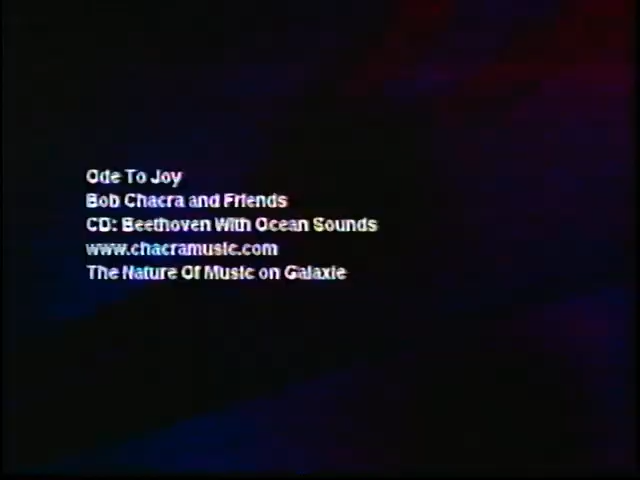 Ode To Joy
Bob Chacra and Friends
CD: Beethoven With Ocean Sounds
www.chacramusic.com
The Nature Of Music on Galaxie